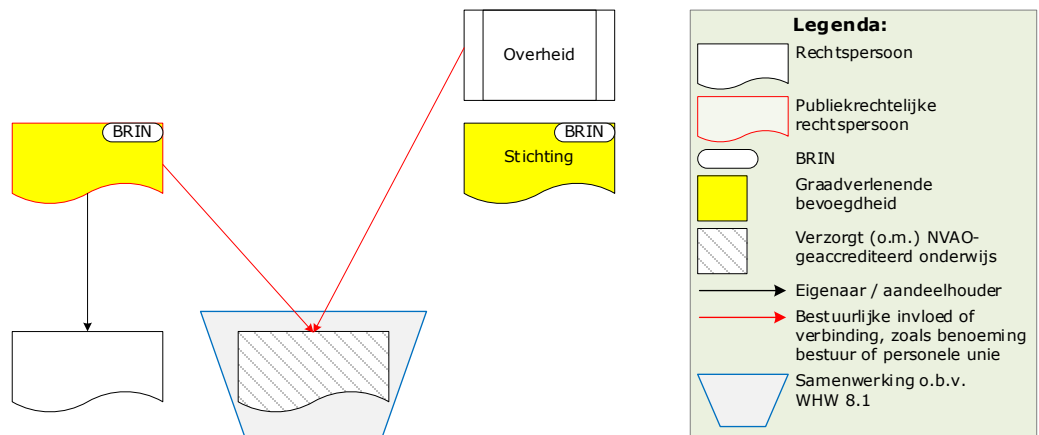 Overheid
BRIN
BRIN
Stichting
Legenda:
Rechtspersoon
Publiekrechtelijke
rechtspersoon
BRIN
Graadverlenende
bevoegdheid
Verzorgt (o.m.) NVAO-
geaccrediteerd onderwijs
Eigenaar / aandeelhouder
Bestuurlijke invloed of
verbinding, zoals benoeming
bestuur of personele unie
Samenwerking o.b.v.
WHW 8.1